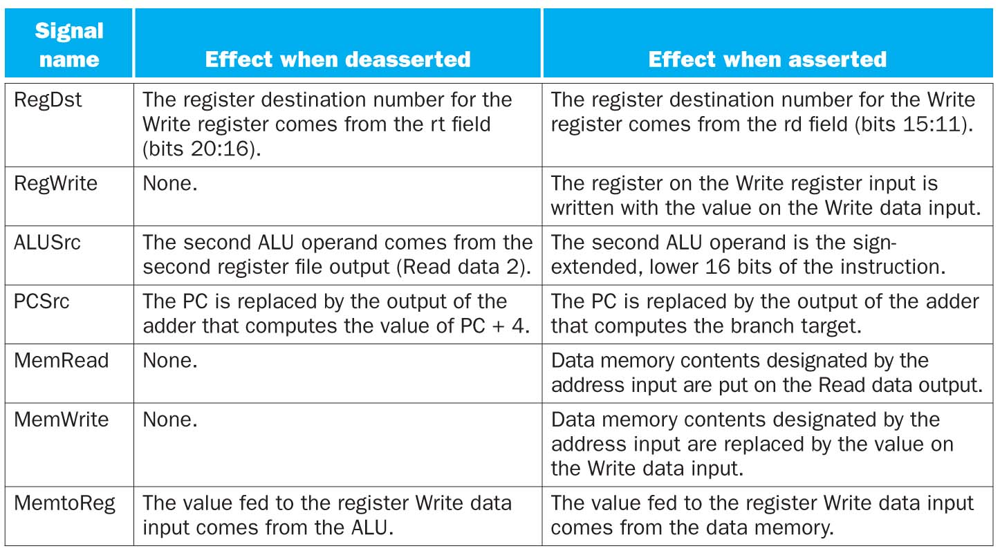 Signal
name
Effect when deasserted
Effect when asserted
RegDst
The register destination number for the
Write register comes from the rt field
(bits 20:16).
The register destination number for the Write
register comes from the rd field (bits 15:11).
RegWrite
None.
The register on the Write register input is
written with the value on the Write data input.
ALUSrc
The second ALU operand comes from the
second register file output (Read data 2).
The second ALU operand is the sign-
extended, lower 16 bits of the instruction.
PCSrc
The PC is replaced by the output of the
adder that computes the value of PC + 4.
The PC is replaced by the output of the adder
that computes the branch target.
MemRead
None.
Data memory contents designated by the
address input are put on the Read data output.
MemWrite
None.
Data memory contents designated by the
address input are replaced by the value on
the Write data input.
MemtoReg
The value fed to the register Write data
input comes from the ALU.
The value fed to the register Write data input
comes from the data memory.